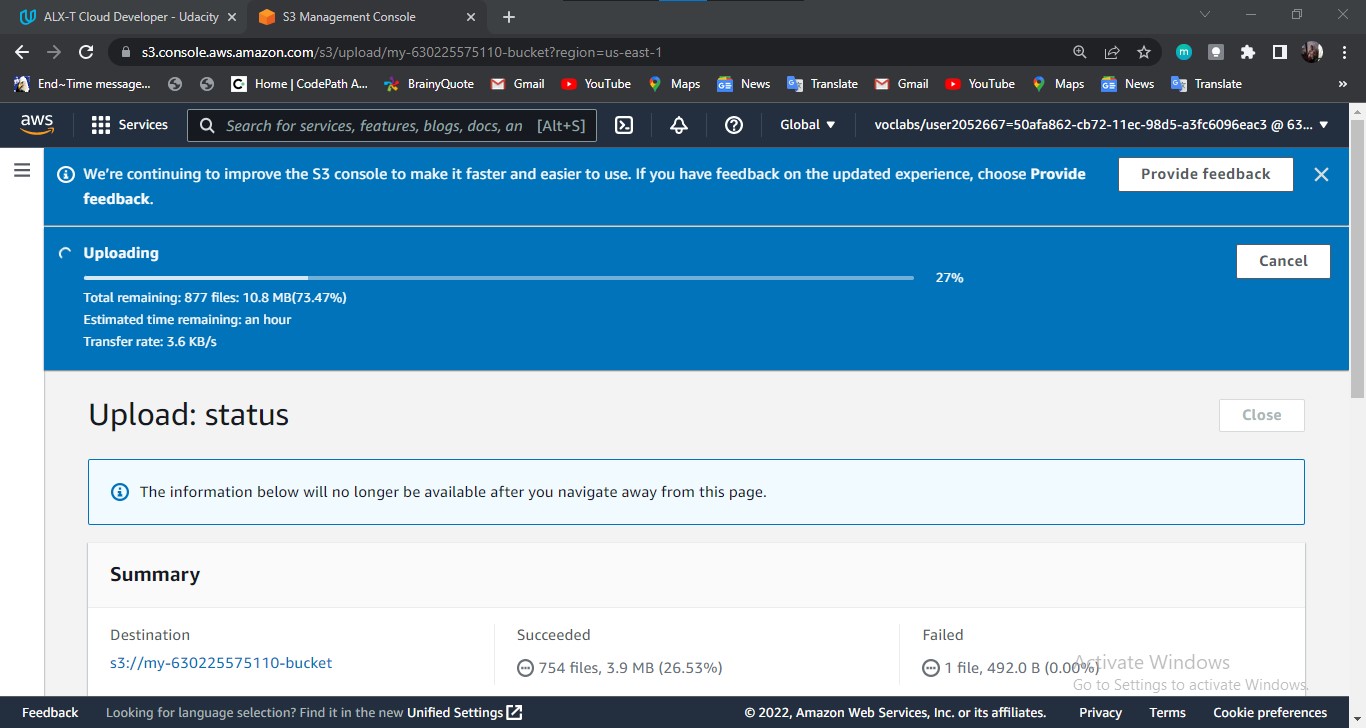 ALX-T Cloud Developer - Udacity
S3 Management Console
s3.console.aws.amazon.com/s3/upload/my-630225575110-bucket?region=us-east-1
m
End~Time message...
Home | CodePath A...
BrainyQuote
Gmail
YouTube
Maps
News
Translate
Gmail
YouTube
Maps
News
Translate
»
aws
Services
Search for services, features, blogs, docs, an [Alt+S]
Global
voclabs/user2052667=50afa862-cb72-11ec-98d5-a3fc6096eac3 @ 63...
We're continuing to improve the S3 console to make it faster and easier to use. If you have feedback on the updated experience, choose Provide
feedback.
Provide feedback
Uploading
27%
Cancel
Total remaining: 877 files: 10.8 MB(73.47%)
Estimated time remaining: an hour
Transfer rate: 3.6 KB/s
Upload: status
Close
The information below will no longer be available after you navigate away from this page.
Summary
Destination
s3://my-630225575110-bucket
Succeeded
754 files, 3.9 MB (26.53%)
Failed
1 file, 492.0 B (0.00%)
Activate Windows
Go to Settings to activate Windows.
Feedback
Looking for language selection? Find it in the new Unified Settings
© 2022, Amazon Web Services, Inc. or its affiliates.
Privacy
Terms
Cookie preferences